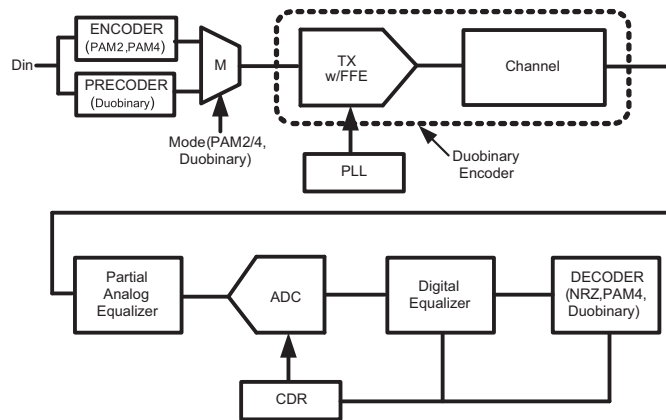 ENCODER
(PAM2,PAM4)
Din
PRECODER
(Duobinary)
M
Mode(PAM2/4,
Duobinary)
TX
w/FFE
Channel
PLL
Duobinary
Encoder
Partial
Analog
Equalizer
ADC
Digital
Equalizer
DECODER
(NRZ,PAM4,
Duobinary)
CDR